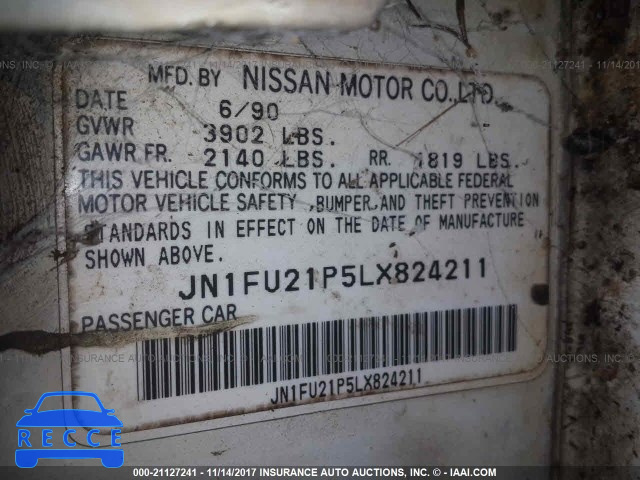 MFD. BY NISSAN MOTOR CO., LTD.
DATE 6/90
GVWR 3902 LBS.
GAWR FR. 2140 LBS. RR. 1819 LBS.
THIS VEHICLE CONFORMS TO ALL APPLICABLE FEDERAL
MOTOR VEHICLE SAFETY, BUMPER, AND THEFT PREVENTION
STANDARDS IN EFFECT ON THE DATE OF MANUFACTURE
SHOWN ABOVE.
JN1FU21P5LX824211
PASSENGER CAR
JN1FU21P5LX824211
RECCE
000-21127241 - 11/14/2017 INSURANCE AUTO AUCTIONS, INC. - © - IAAI.COM